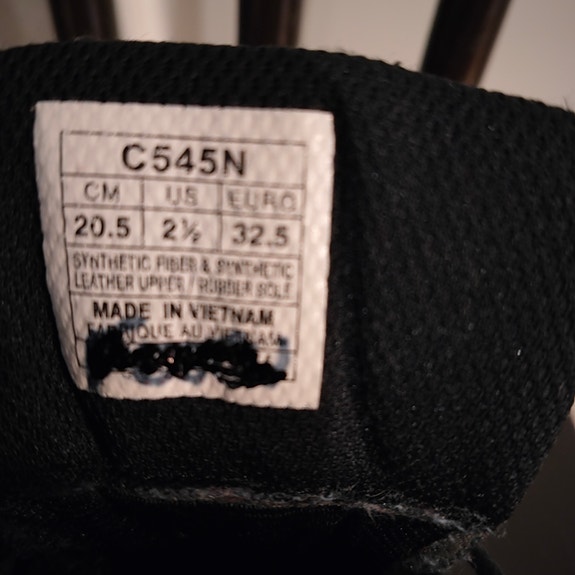 C545N
CM US EURO
20.5 2½ 32.5
SYNTHETIC FIBER & SYNTHETIC
LEATHER UPPER / RUBBER SOLE
MADE IN VIETNAM
FABRIQUE AU VIETNAM